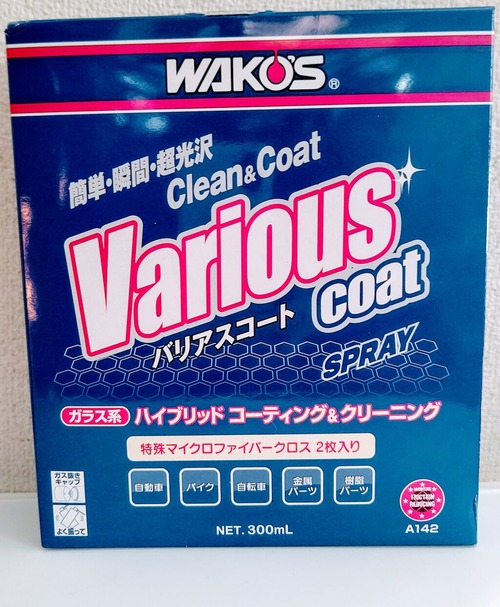 WAKO'S®
簡単・瞬間・超光沢
Clean&Coat
Various
coat
バリアスコート
SPRAY
ガラス系 ハイブリッド コーティング&クリーニング
特殊マイクロファイバークロス 2枚入り
ガス抜き
キャップ
よく振って
自動車
バイク
自転車
金属
パーツ
樹脂
パーツ
NET. 300mL
A142